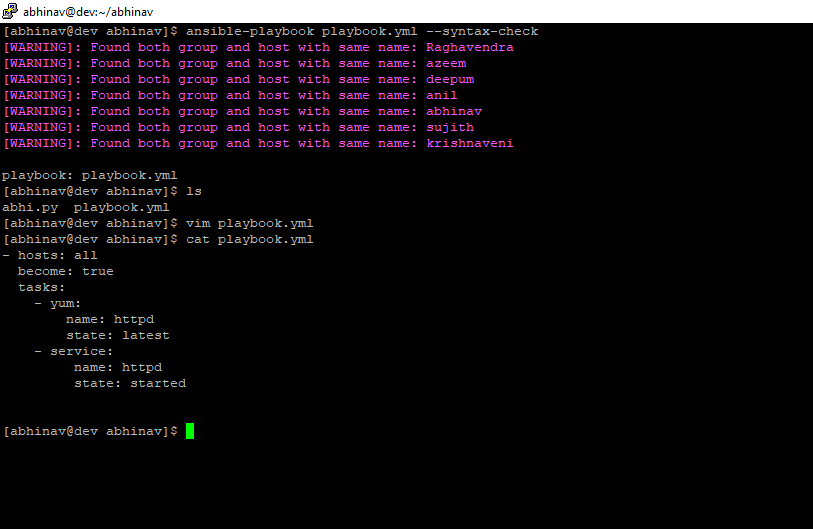 abhinav@dev:~/abhinav
[abhinav@dev abhinav]$ ansible-playbook playbook.yml --syntax-check
[WARNING]: Found both group and host with same name: Raghavendra
[WARNING]: Found both group and host with same name: azeem
[WARNING]: Found both group and host with same name: deepum
[WARNING]: Found both group and host with same name: anil
[WARNING]: Found both group and host with same name: abhinav
[WARNING]: Found both group and host with same name: sujith
[WARNING]: Found both group and host with same name: krishnaveni

playbook: playbook.yml
[abhinav@dev abhinav]$ ls
abhi.py  playbook.yml
[abhinav@dev abhinav]$ vim playbook.yml
[abhinav@dev abhinav]$ cat playbook.yml
- hosts: all
  become: true
  tasks:
    - yum:
        name: httpd
        state: latest
    - service:
         name: httpd
         state: started


[abhinav@dev abhinav]$